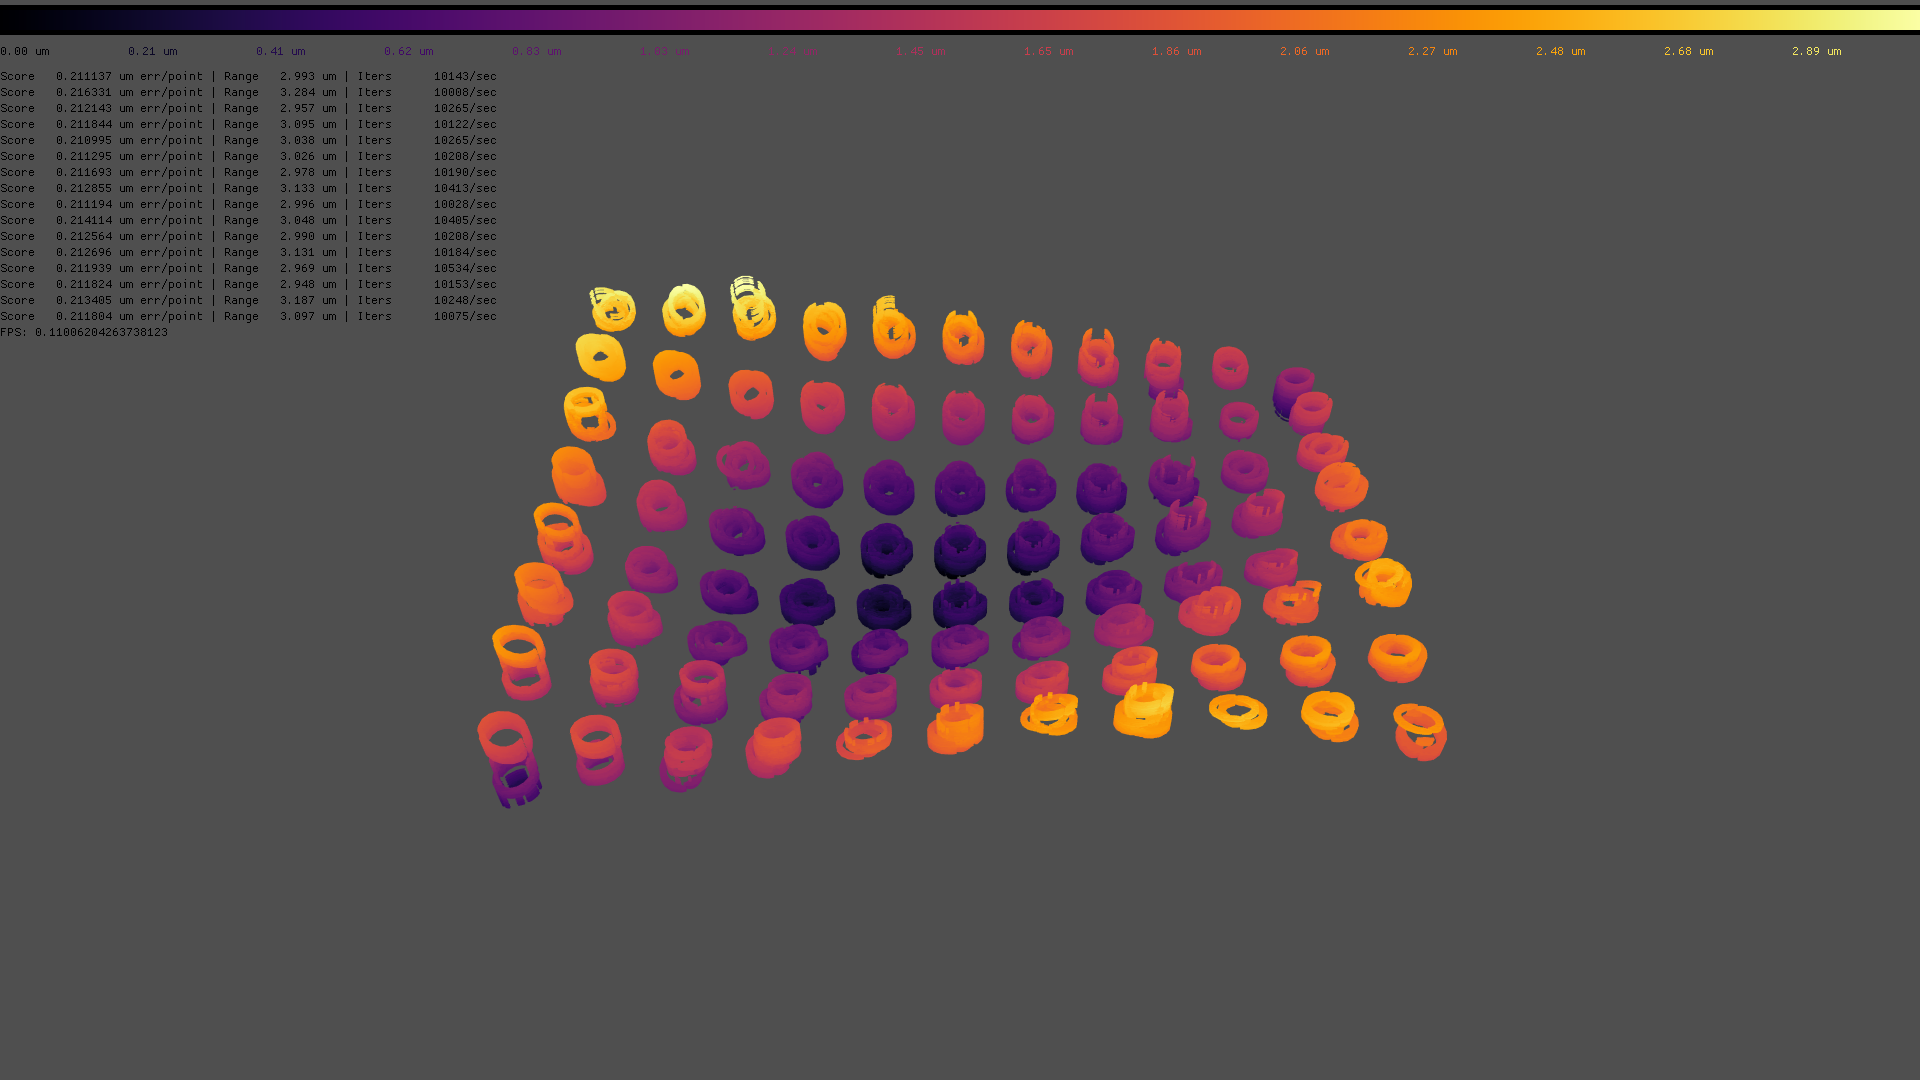 0.00 um 0.21 um 0.41 um 0.62 um 0.83 um 1.03 um 1.45 um 1.65 um 1.86 um 2.06 um 2.27 um 2.48 um 2.68 um 2.89 um
Score 0.211137 um err/point | Range 2.993 um | Iters 10143/sec
Score 0.216331 um err/point | Range 3.284 um | Iters 10008/sec
Score 0.212143 um err/point | Range 2.957 um | Iters 10265/sec
Score 0.211844 um err/point | Range 3.095 um | Iters 10122/sec
Score 0.210995 um err/point | Range 3.038 um | Iters 10265/sec
Score 0.211295 um err/point | Range 3.026 um | Iters 10208/sec
Score 0.211693 um err/point | Range 2.978 um | Iters 10190/sec
Score 0.212855 um err/point | Range 3.133 um | Iters 10413/sec
Score 0.211194 um err/point | Range 2.996 um | Iters 10028/sec
Score 0.214114 um err/point | Range 3.048 um | Iters 10405/sec
Score 0.212564 um err/point | Range 2.990 um | Iters 10208/sec
Score 0.212696 um err/point | Range 3.131 um | Iters 10184/sec
Score 0.211939 um err/point | Range 2.969 um | Iters 10534/sec
Score 0.211824 um err/point | Range 2.948 um | Iters 10153/sec
Score 0.213405 um err/point | Range 3.187 um | Iters 10248/sec
Score 0.211804 um err/point | Range 3.097 um | Iters 10075/sec
FPS: 0.11006204263738123